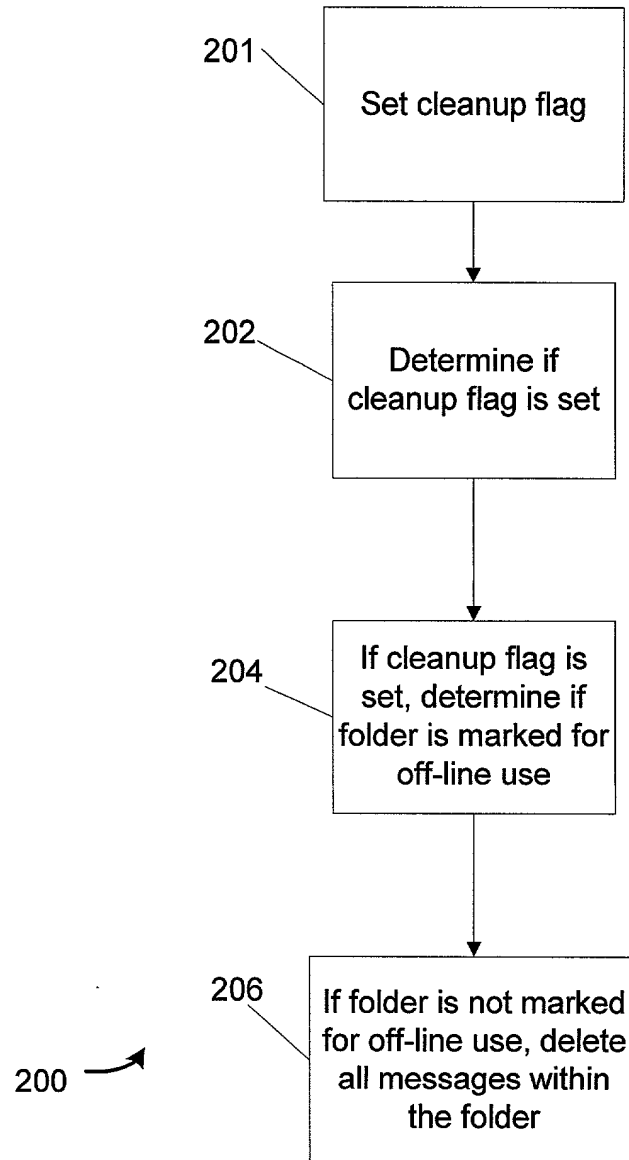 201
Set cleanup flag
202
Determine if
cleanup flag is set
204
If cleanup flag is
set, determine if
folder is marked for
off-line use
206
If folder is not marked
for off-line use, delete
all messages within
the folder
200